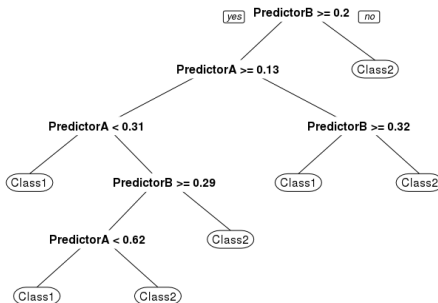 yes PredictorB >= 0.2 no
PredictorA >= 0.13 Class2
PredictorA < 0.31 PredictorB >= 0.32
Class1 PredictorB >= 0.29 Class1 Class2
PredictorA < 0.62 Class2
Class1 Class2